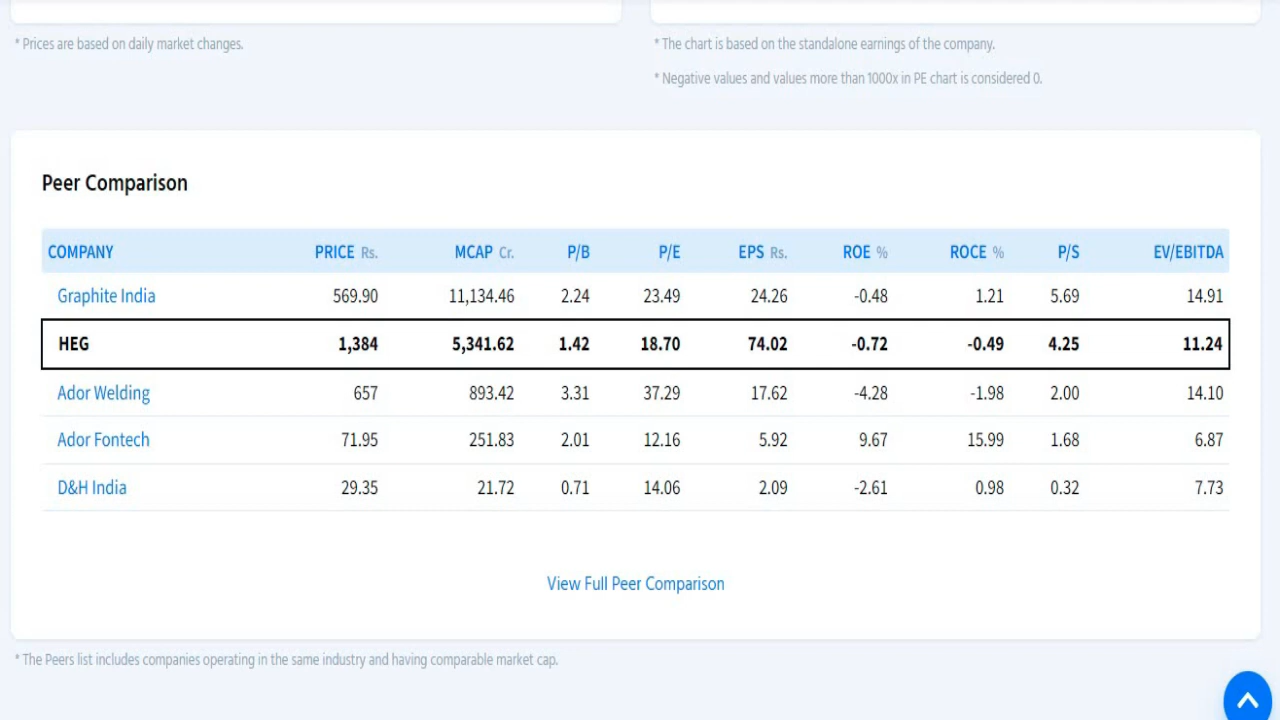 * Prices are based on daily market changes.
* The chart is based on the standalone earnings of the company.
* Negative values and values more than 1000x in PE chart is considered 0.
Peer Comparison
COMPANY PRICE Rs. MCAP Cr. P/B P/E EPS Rs. ROE % ROCE % P/S EV/EBITDA
Graphite India 569.90 11,134.46 2.24 23.49 24.26 -0.48 1.21 5.69 14.91
HEG 1,384 5,341.62 1.42 18.70 74.02 -0.72 -0.49 4.25 11.24
Ador Welding 657 893.42 3.31 37.29 17.62 -4.28 -1.98 2.00 14.10
Ador Fontech 71.95 251.83 2.01 12.16 5.92 9.67 15.99 1.68 6.87
D&H India 29.35 21.72 0.71 14.06 2.09 -2.61 0.98 0.32 7.73
View Full Peer Comparison
* The Peers list includes companies operating in the same industry and having comparable market cap.